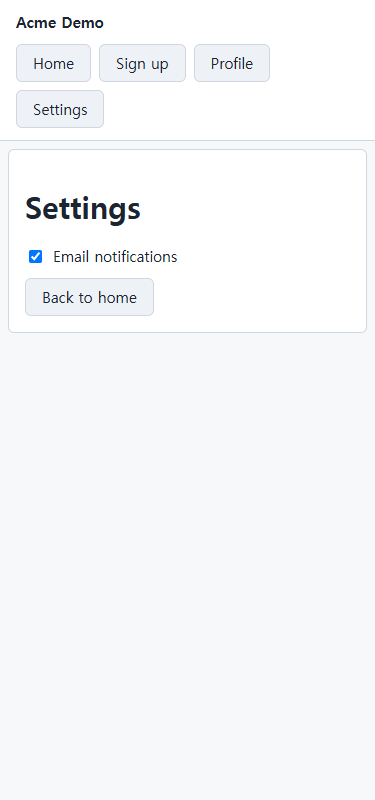 Acme Demo
Home Sign up Profile
Settings
Settings
Email notifications
Back to home